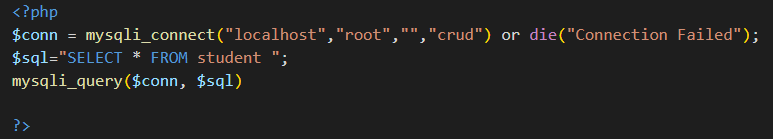 <?php
$conn = mysqli_connect("localhost","root","","crud") or die("Connection Failed");
$sql="SELECT * FROM student ";
mysqli_query($conn, $sql)
?>